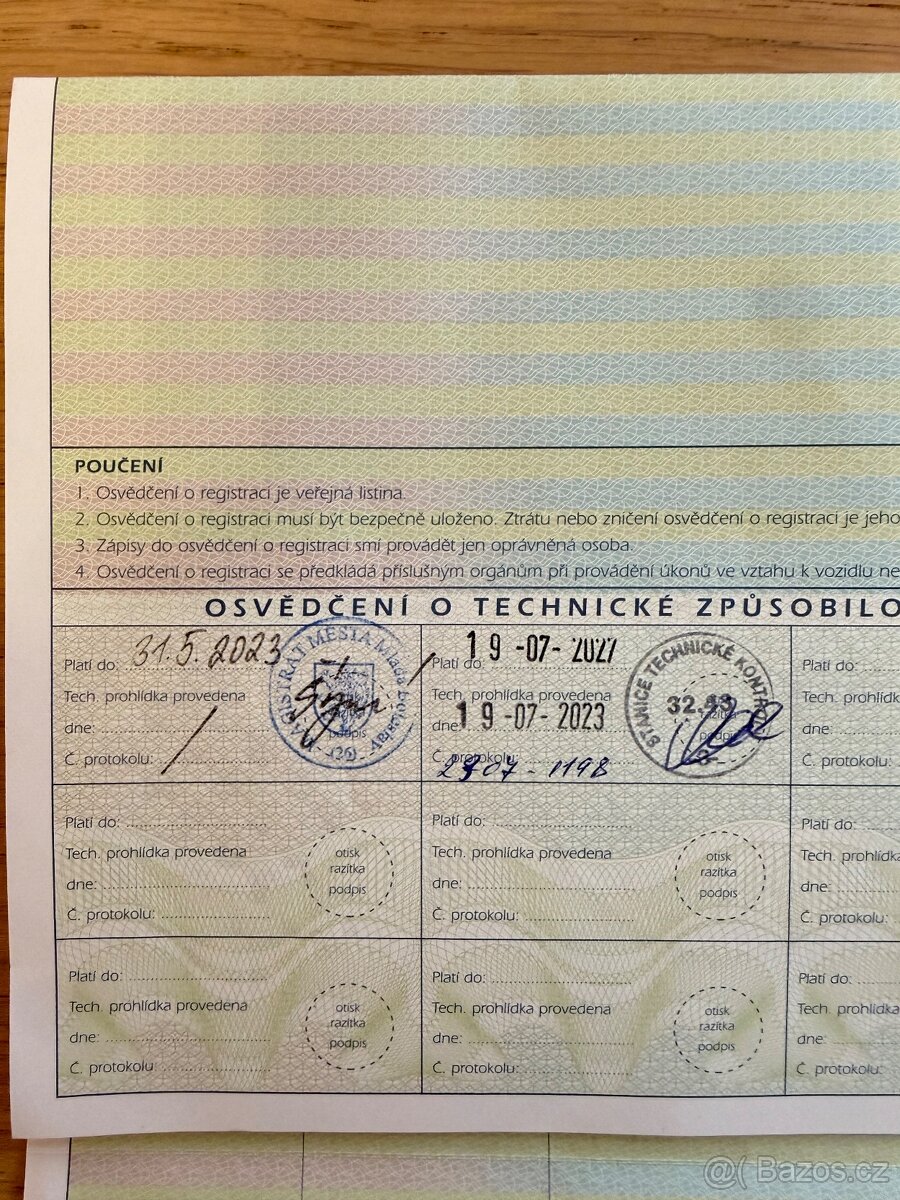 POUČENÍ
1. Osvědčení o registraci je veřejná listina.
2. Osvědčení o registraci musí být bezpečně uloženo. Ztrátu nebo zničení osvědčení o registraci je jeho
3. Zápisy do osvědčení o registraci smí provádět jen oprávněná osoba.
4. Osvědčení o registraci se předkládá příslušným orgánům při provádění úkonů ve vztahu k vozidlu ne
OSVĚDČENÍ O TECHNICKÉ ZPŮSOBILO
Platí do: 31.5.2023
Tech. prohlídka provedena
dne:
Č. protokolu:
MAGISTRÁT MĚSTA Mladá Boleslav
(26)
podpis
Platí do: 19-07-2027
Tech. prohlídka provedena
dne: 19-07-2023
Č. protokolu:
STANICE TECHNICKÉ KONTROLY
32.43
Platí do:
Tech. prohlídka
dne:
Č. protokolu:
Platí do:
Tech. prohlídka provedena
dne:
Č. protokolu:
otisk
razítka
podpis
Platí do:
Tech. prohlídka provedena
dne:
Č. protokolu:
otisk
razítka
podpis
Platí do:
Tech. prohlídka
dne:
Č. protokolu:
Platí do:
Tech. prohlídka provedena
dne:
Č. protokolu:
otisk
razítka
podpis
Platí do:
Tech. prohlídka provedena
dne:
Č. protokolu:
otisk
razítka
podpis
Platí do:
Tech. prohlídka
dne:
Č. protokolu:
@( Bazos.cz